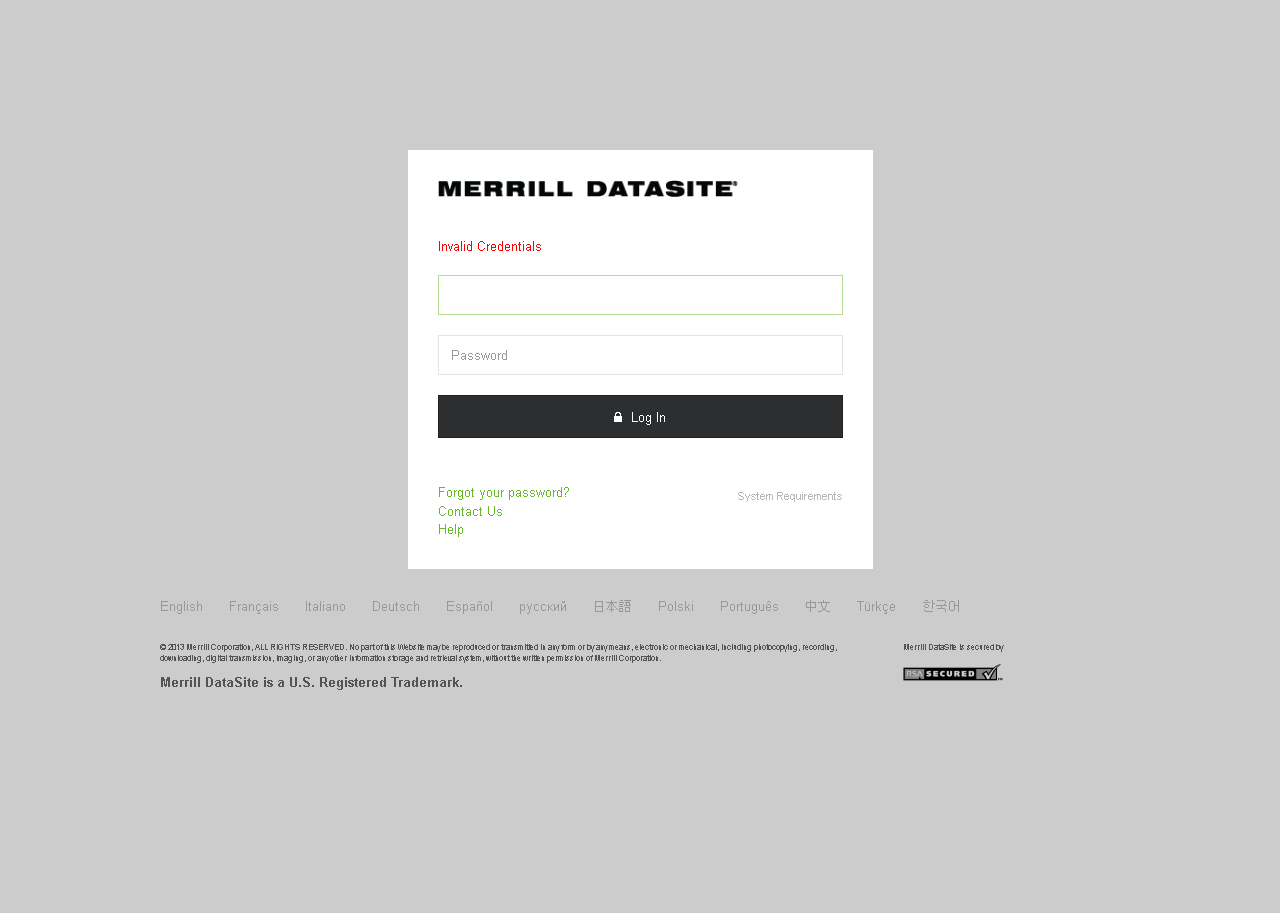 MERRILL DATASITE®
Invalid Credentials
Password
Log In
Forgot your password?
System Requirements
Contact Us
Help
English Français Italiano Deutsch Español русский 日本語 Polski Português 中文 Türkçe 한국어
© 2013 Merrill Corporation, ALL RIGHTS RESERVED. No part of this Website may be reproduced or transmitted in any form or by any means, electronic or mechanical, including photocopying, recording,
downloading, digital transmission, imaging, or any other information storage and retrieval system, without the written permission of Merrill Corporation.
Merrill DataSite is a U.S. Registered Trademark.
Merrill DataSite is secured by
RSA SECURED™